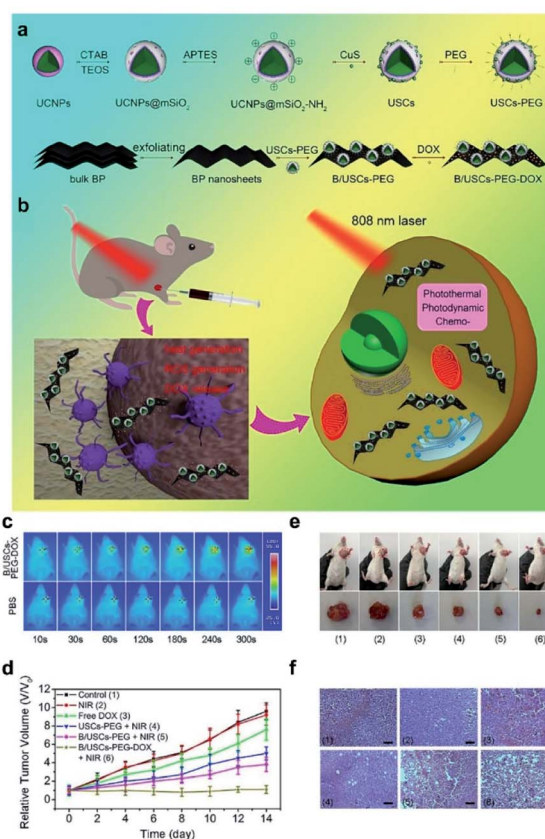 a
CTAB
TEOS
APTES
CuS
PEG
UCNPs
UCNPs@mSiO₂
UCNPs@mSiO₂-NH₂
USCs
USCs-PEG
exfoliating
USCs-PEG
DOX
bulk BP
BP nanosheets
B/USCs-PEG
B/USCs-PEG-DOX
b
808 nm laser
Photothermal
Photodynamic
Chemo-
c
B/USCs-
PEG-DOX
PBS
10s 30s 60s 120s 180s 240s 300s
d
Relative Tumor Volume (V/V₀)
12
10
8
6
4
2
0
Control (1)
NIR (2)
Free DOX (3)
USCs-PEG + NIR (4)
B/USCs-PEG + NIR (5)
B/USCs-PEG-DOX
+ NIR (6)
0 2 4 6 8 10 12 14
Time (day)
e
(1) (2) (3) (4) (5) (6)
f
(1) (2) (3)
(4) (5) (6)